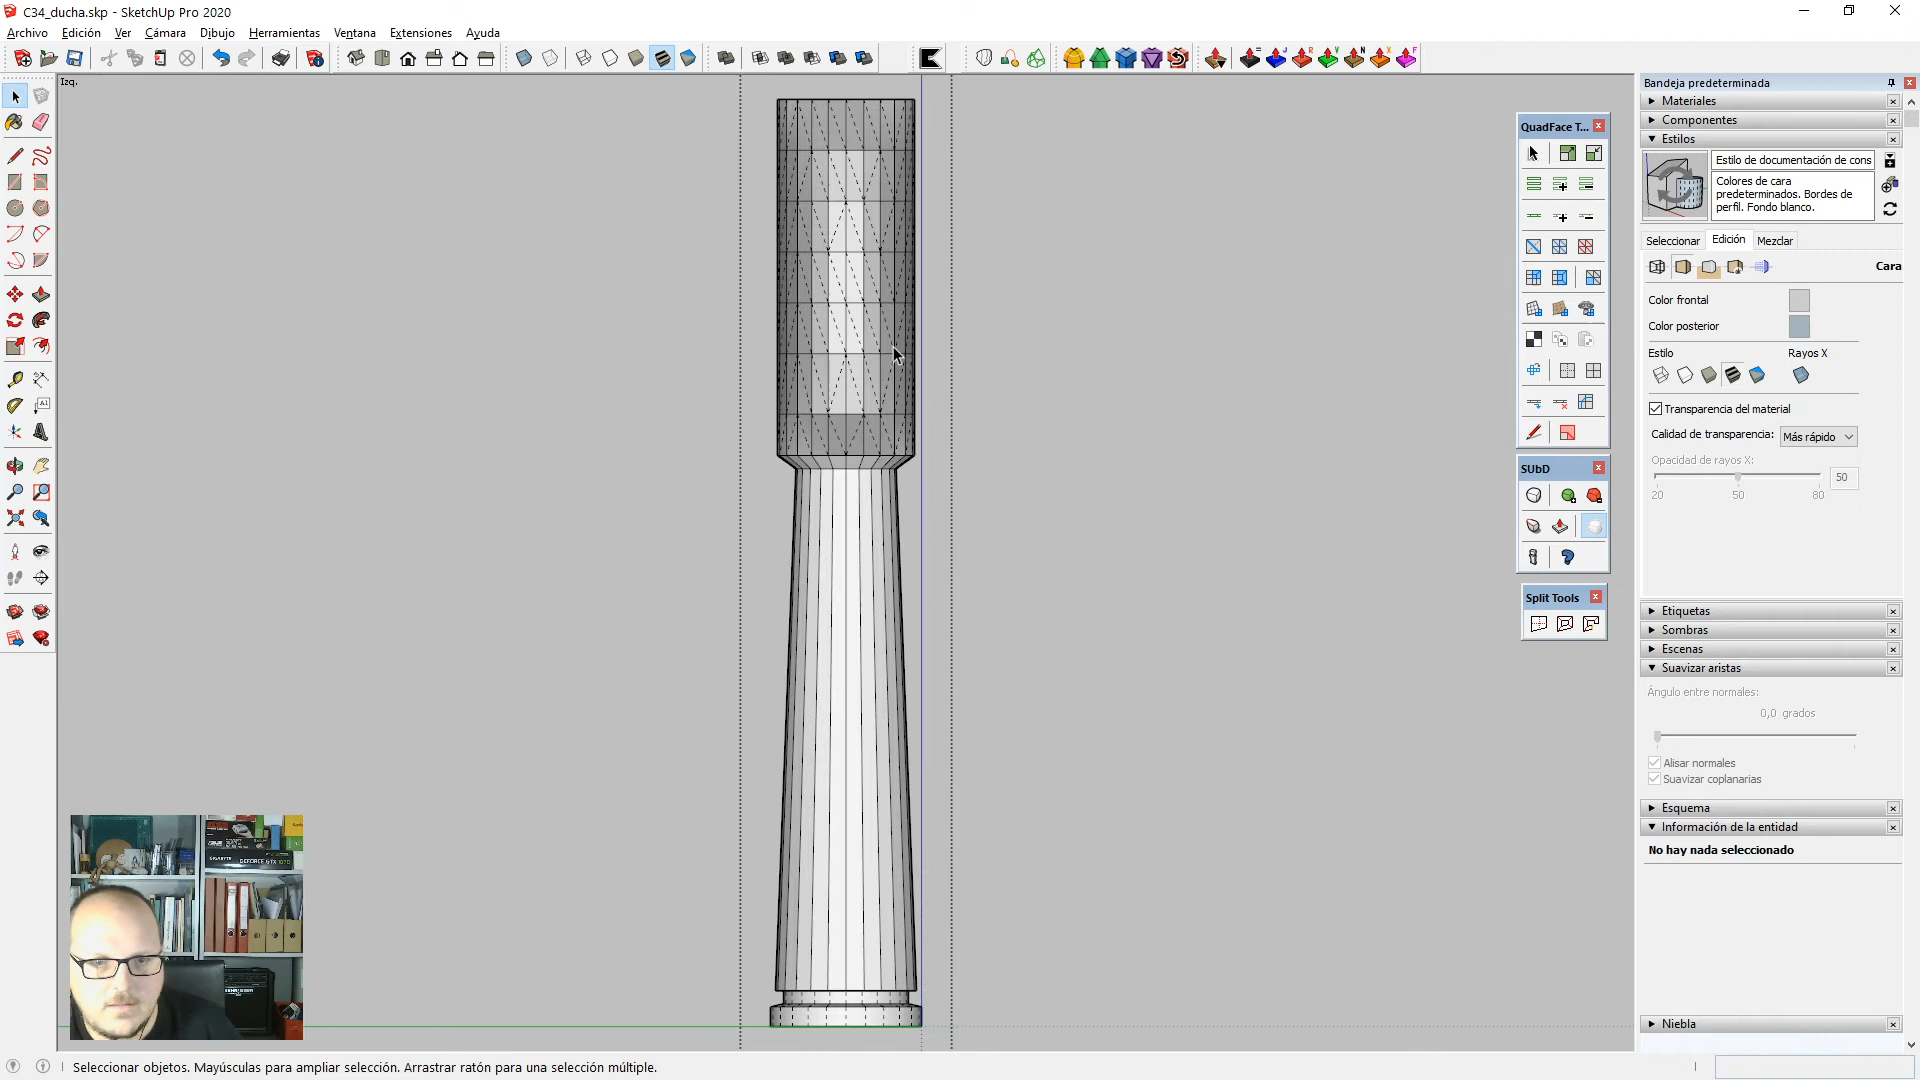 C34_ducha.skp - SketchUp Pro 2020
Archivo Edición Ver Cámara Dibujo Herramientas Ventana Extensiones Ayuda
Izq.
Bandeja predeterminada
Materiales
Componentes
Estilos
Estilo de documentación de cons
Colores de cara
predeterminados. Bordes de
perfil. Fondo blanco.
Seleccionar Edición Mezclar
Cara
Color frontal
Color posterior
Estilo Rayos X
Transparencia del material
Calidad de transparencia: Más rápido
Opacidad de rayos X:
50
20 50 80
Etiquetas
Sombras
Escenas
Suavizar aristas
Ángulo entre normales:
0,0 grados
Alisar normales
Suavizar coplanarias
Esquema
Información de la entidad
No hay nada seleccionado
Niebla
QuadFace T...
SUbD
Split Tools
GIGABYTE
GEFORCE GTX 1070
Seleccionar objetos. Mayúsculas para ampliar selección. Arrastrar ratón para una selección múltiple.